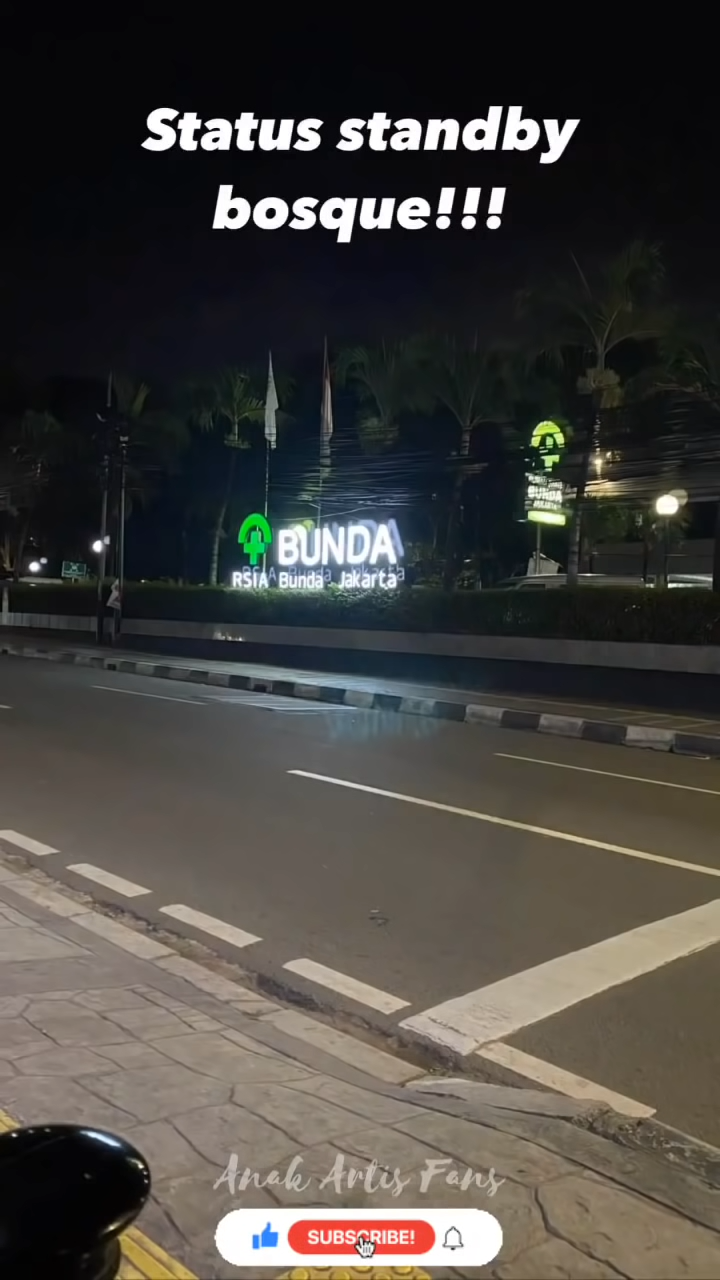 Status standby
bosque!!!
BUNDA
RSIA Bunda - Jakarta
BUNDA
JAKARTA
Anak Artis Fans
SUBSCRIBE!